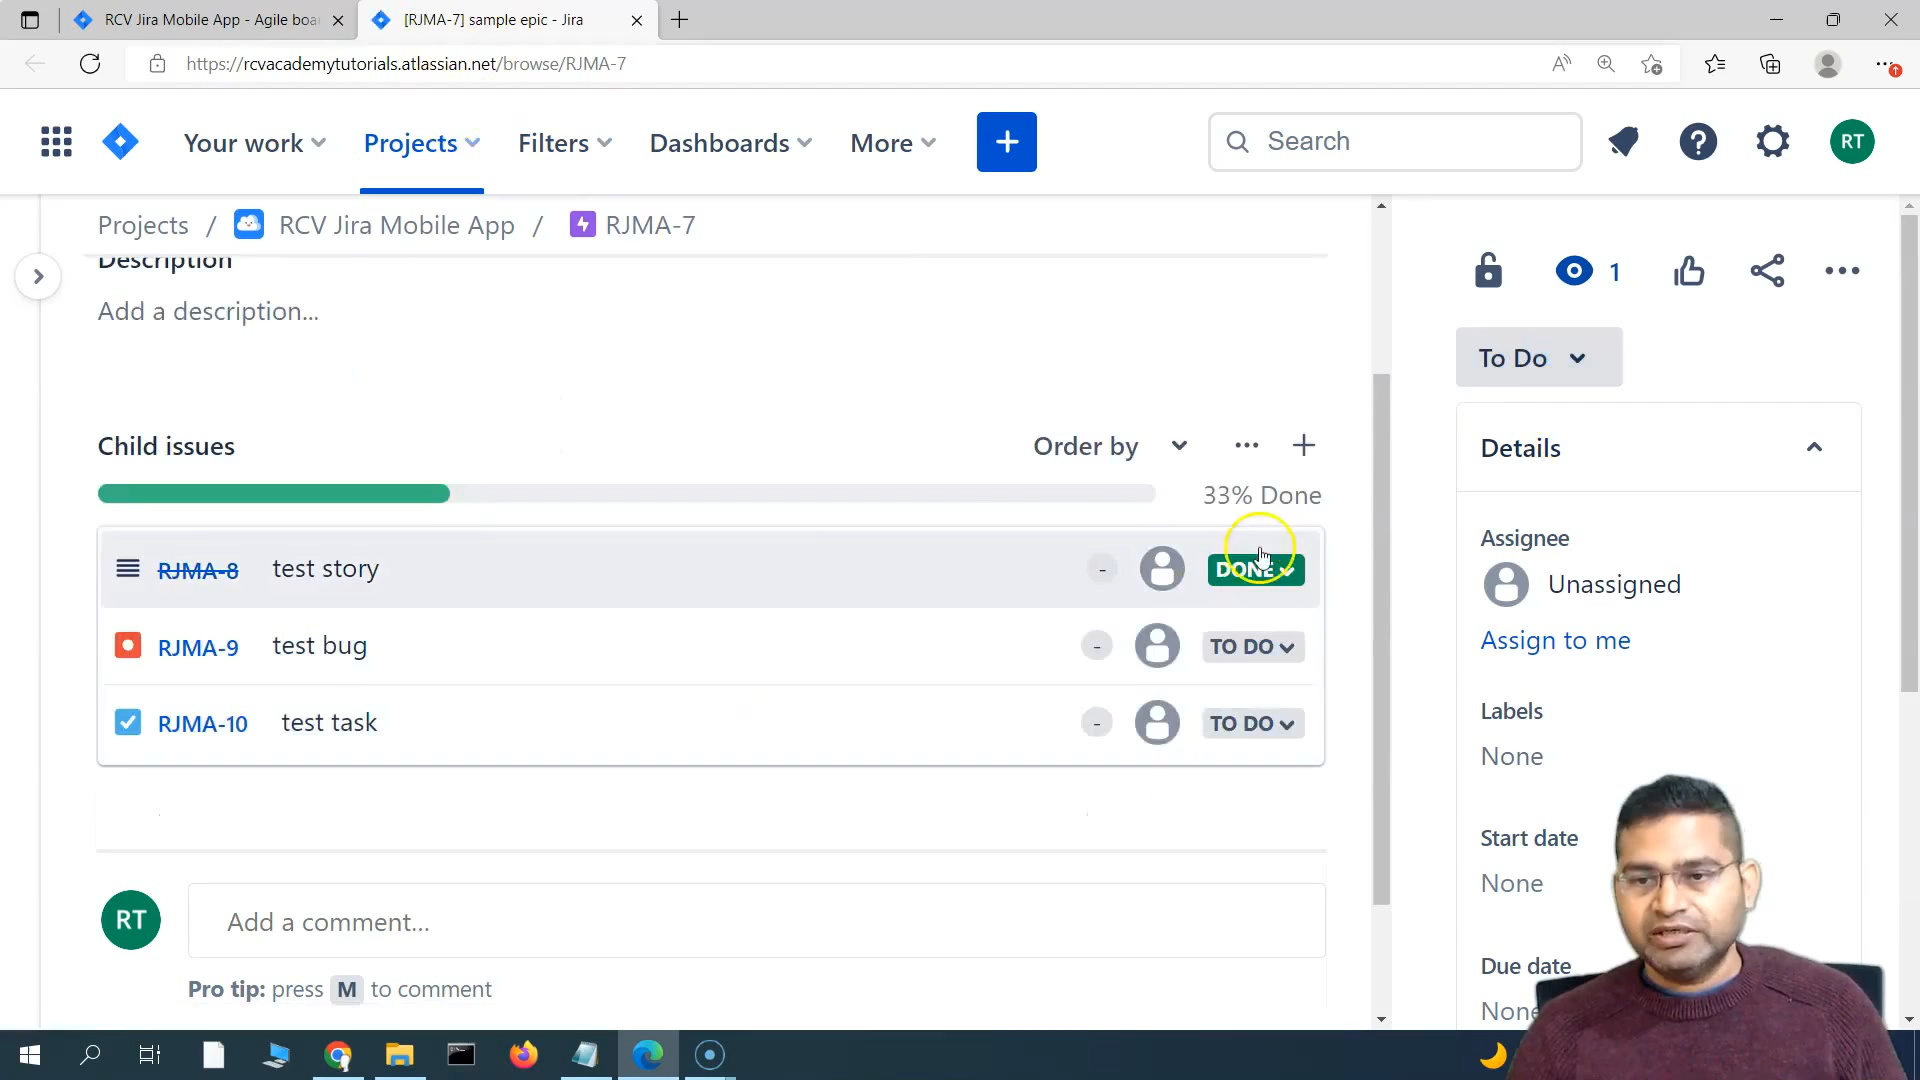 RCV Jira Mobile App - Agile boa
[RJMA-7] sample epic - Jira
https://rcvacademytutorials.atlassian.net/browse/RJMA-7
Your work
Projects
Filters
Dashboards
More
Search
RT
Projects / RCV Jira Mobile App / RJMA-7
1
Description
Add a description...
To Do
Child issues
Order by
33% Done
RJMA-8 test story - DONE
RJMA-9 test bug - TO DO
RJMA-10 test task - TO DO
Details
Assignee
Unassigned
Assign to me
Labels
None
Start date
None
Due date
None
RT
Add a comment...
Pro tip: press M to comment